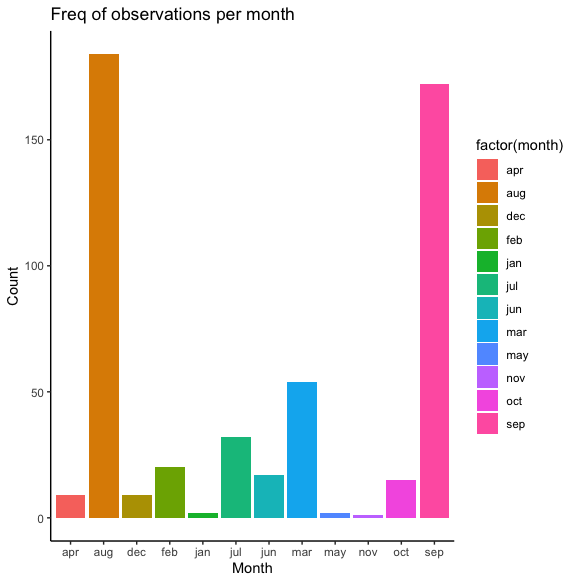 Freq of observations per month
Count
150
100
50
0
apr aug dec feb jan jul jun mar may nov oct sep
Month
factor(month)
apr
aug
dec
feb
jan
jul
jun
mar
may
nov
oct
sep